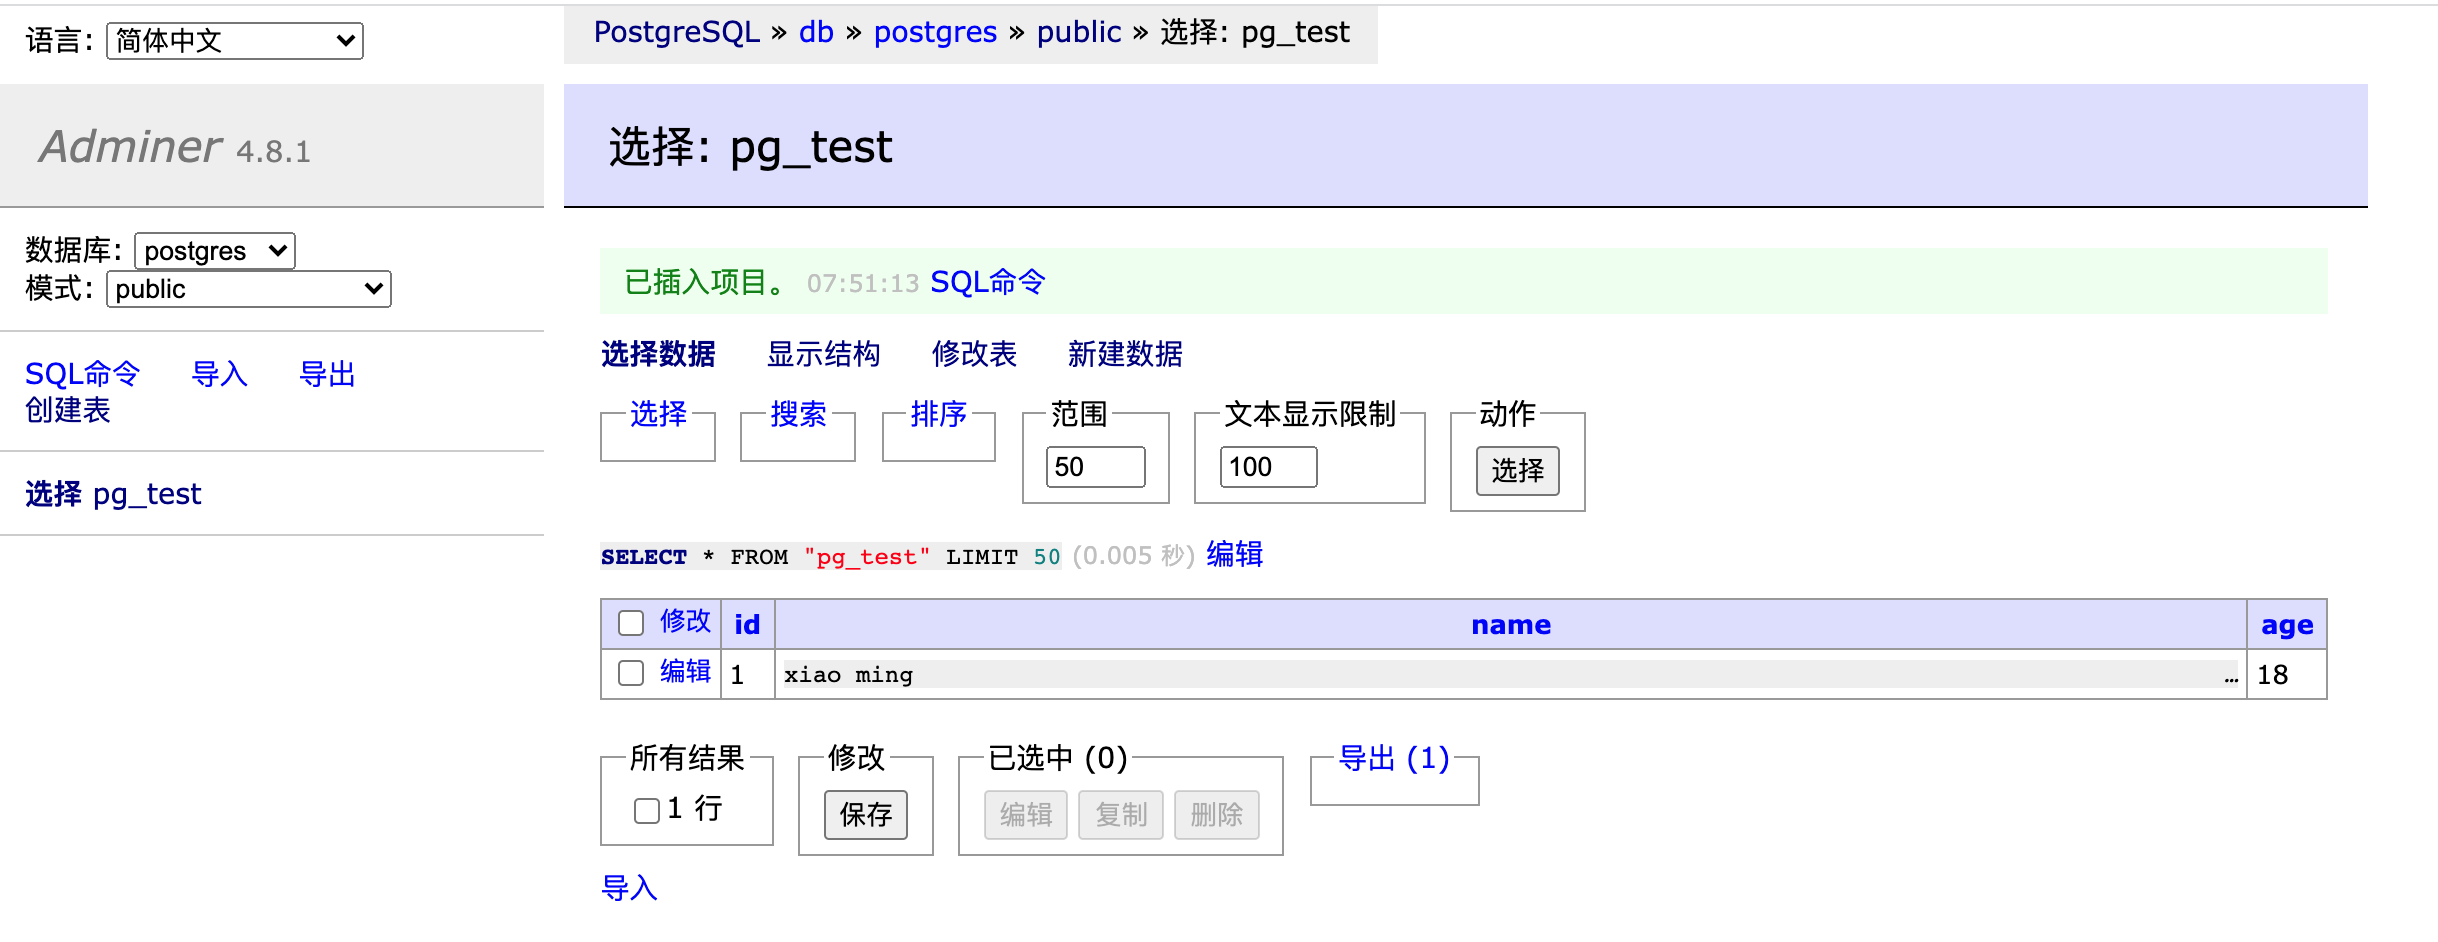 语言: 简体中文
PostgreSQL » db » postgres » public » 选择: pg_test
Adminer 4.8.1
选择: pg_test
数据库: postgres
模式: public
已插入项目。 07:51:13 SQL命令
SQL命令 导入 导出
创建表
选择 pg_test
选择数据 显示结构 修改表 新建数据
选择 搜索 排序 范围 文本显示限制 动作
50 100 选择
SELECT * FROM "pg_test" LIMIT 50 (0.005 秒) 编辑
修改 id name age
编辑 1 xiao ming … 18
所有结果 修改 已选中 (0) 导出 (1)
1 行 保存 编辑 复制 删除
导入